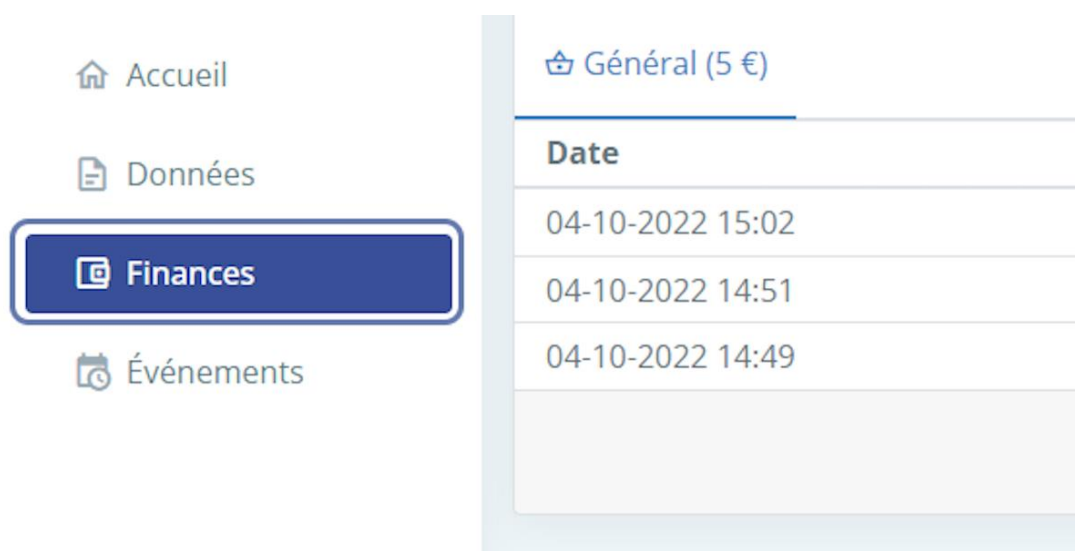 Accueil
Données
Finances
Événements
Général (5 €)
Date
04-10-2022 15:02
04-10-2022 14:51
04-10-2022 14:49